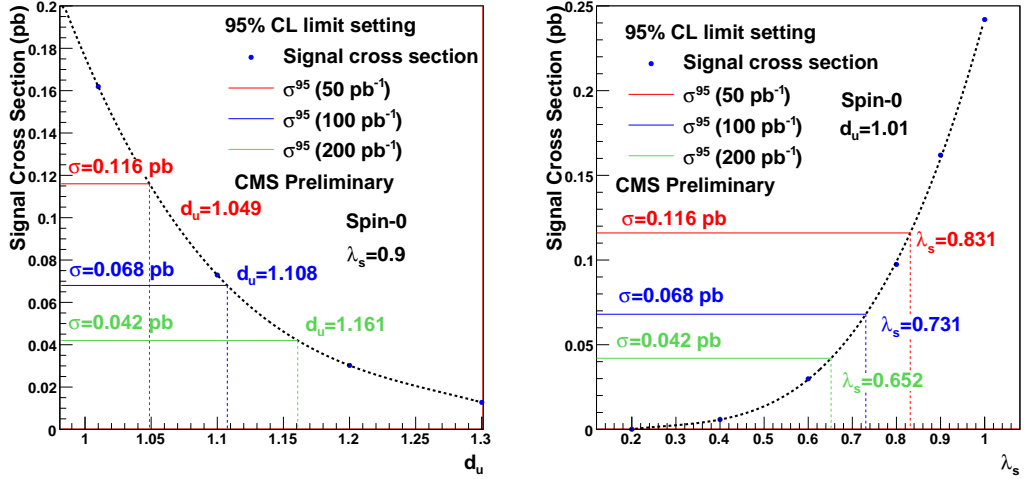 Signal Cross Section (pb)
0.2
0.18
0.16
0.14
0.12
0.1
0.08
0.06
0.04
0.02
0
95% CL limit setting
Signal cross section
σ⁹⁵ (50 pb⁻¹)
σ⁹⁵ (100 pb⁻¹)
σ⁹⁵ (200 pb⁻¹)
CMS Preliminary
Spin-0
λₛ=0.9
σ=0.116 pb
dᵤ=1.049
σ=0.068 pb
dᵤ=1.108
σ=0.042 pb
dᵤ=1.161
1 1.05 1.1 1.15 1.2 1.25 1.3
dᵤ
Signal Cross Section (pb)
0.25
0.2
0.15
0.1
0.05
0
95% CL limit setting
Signal cross section
σ⁹⁵ (50 pb⁻¹)
σ⁹⁵ (100 pb⁻¹)
σ⁹⁵ (200 pb⁻¹)
Spin-0
dᵤ=1.01
CMS Preliminary
σ=0.116 pb
λₛ=0.831
σ=0.068 pb
λₛ=0.731
σ=0.042 pb
λₛ=0.652
0.2 0.3 0.4 0.5 0.6 0.7 0.8 0.9 1
λₛ